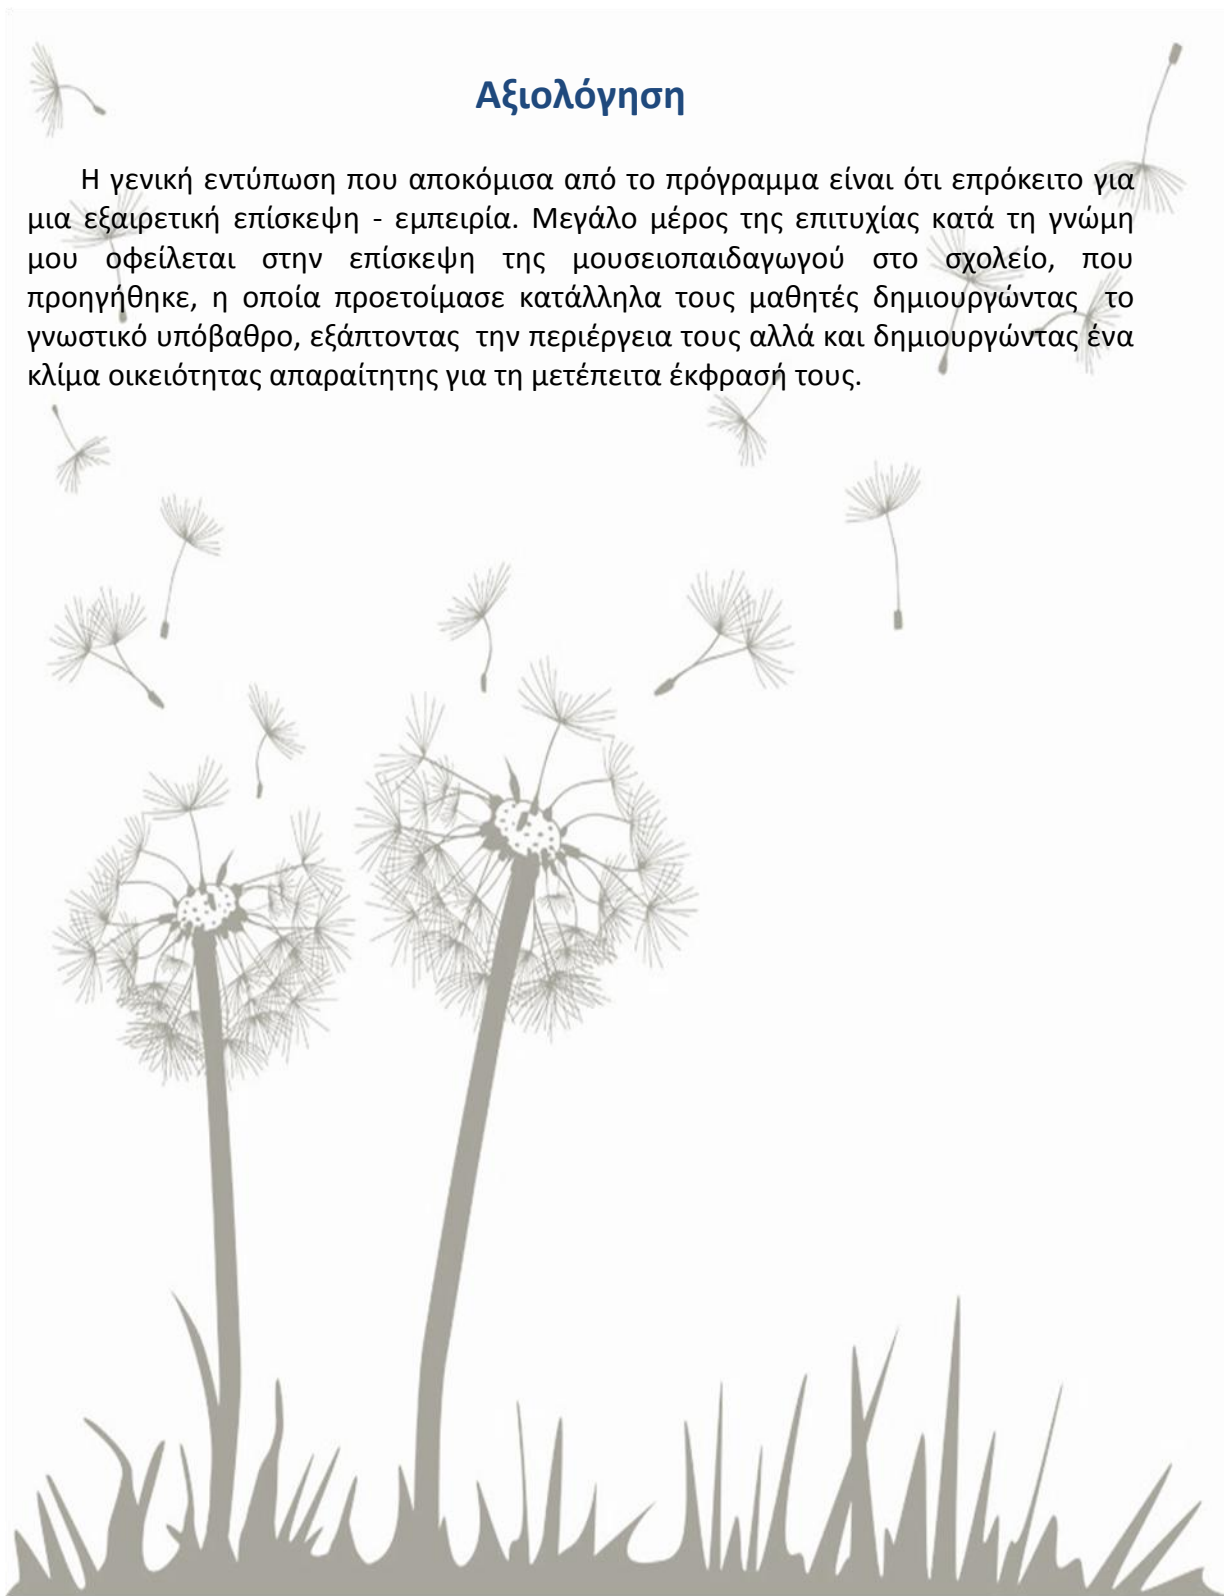 Αξιολόγηση
Η γενική εντύπωση που αποκόμισα από το πρόγραμμα είναι ότι επρόκειτο για
μια εξαιρετική επίσκεψη - εμπειρία. Μεγάλο μέρος της επιτυχίας κατά τη γνώμη
μου οφείλεται στην επίσκεψη της μουσειοπαιδαγωγού στο σχολείο, που
προηγήθηκε, η οποία προετοίμασε κατάλληλα τους μαθητές δημιουργώντας το
γνωστικό υπόβαθρο, εξάπτοντας την περιέργεια τους αλλά και δημιουργώντας ένα
κλίμα οικειότητας απαραίτητης για τη μετέπειτα έκφρασή τους.